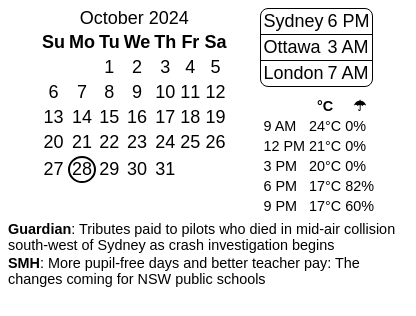 October 2024
Su Mo Tu We Th Fr Sa
1 2 3 4 5
6 7 8 9 10 11 12
13 14 15 16 17 18 19
20 21 22 23 24 25 26
27 28 29 30 31
Sydney 6 PM
Ottawa 3 AM
London 7 AM
°C ☂
9 AM 24°C 0%
12 PM 21°C 0%
3 PM 20°C 0%
6 PM 17°C 82%
9 PM 17°C 60%
Guardian: Tributes paid to pilots who died in mid-air collision
south-west of Sydney as crash investigation begins
SMH: More pupil-free days and better teacher pay: The
changes coming for NSW public schools